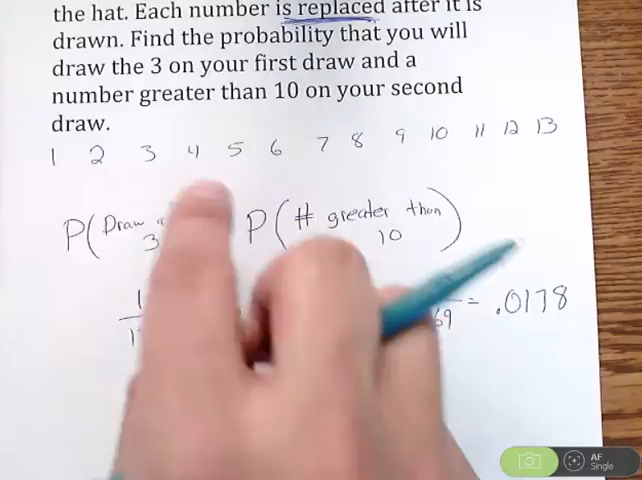 the hat. Each number is replaced after it is
drawn. Find the probability that you will
draw the 3 on your first draw and a
number greater than 10 on your second
draw.
1 2 3 4 5 6 7 8 9 10 11 12 13
P(Draw a P(# greater than
3 10)
1 69 = .0178
AF
Single